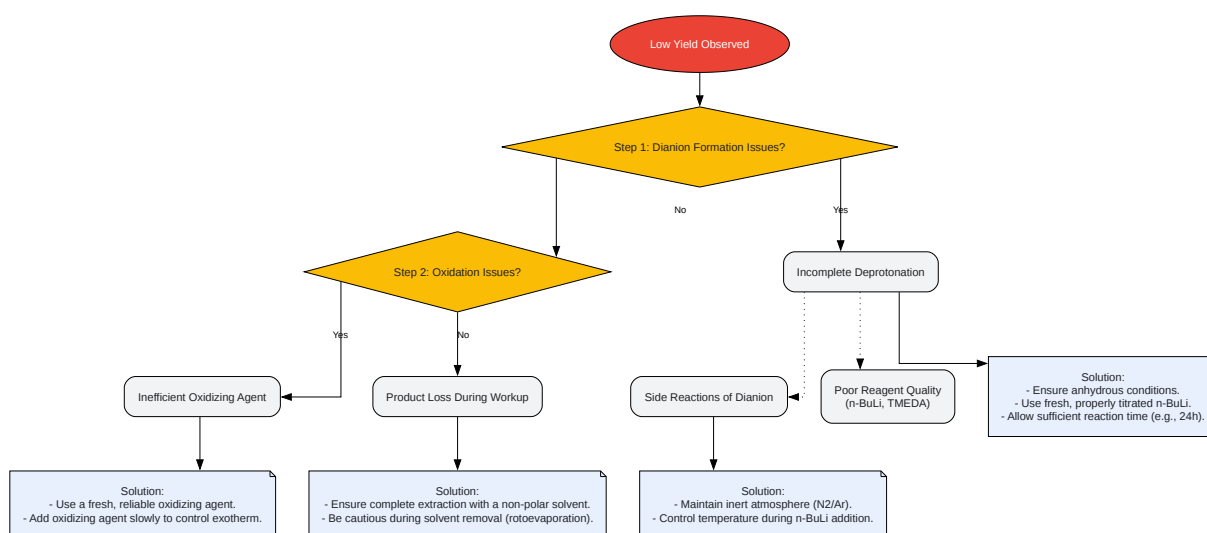 Low Yield Observed
Step 1: Dianion Formation Issues?
No
Yes
Step 2: Oxidation Issues?
Incomplete Deprotonation
Yes
No
Inefficient Oxidizing Agent
Product Loss During Workup
Side Reactions of Dianion
Poor Reagent Quality
(n-BuLi, TMEDA)
Solution:
- Ensure anhydrous conditions.
- Use fresh, properly titrated n-BuLi.
- Allow sufficient reaction time (e.g., 24h).
Solution:
- Use a fresh, reliable oxidizing agent.
- Add oxidizing agent slowly to control exotherm.
Solution:
- Ensure complete extraction with a non-polar solvent.
- Be cautious during solvent removal (rotoevaporation).
Solution:
- Maintain inert atmosphere (N2/Ar).
- Control temperature during n-BuLi addition.